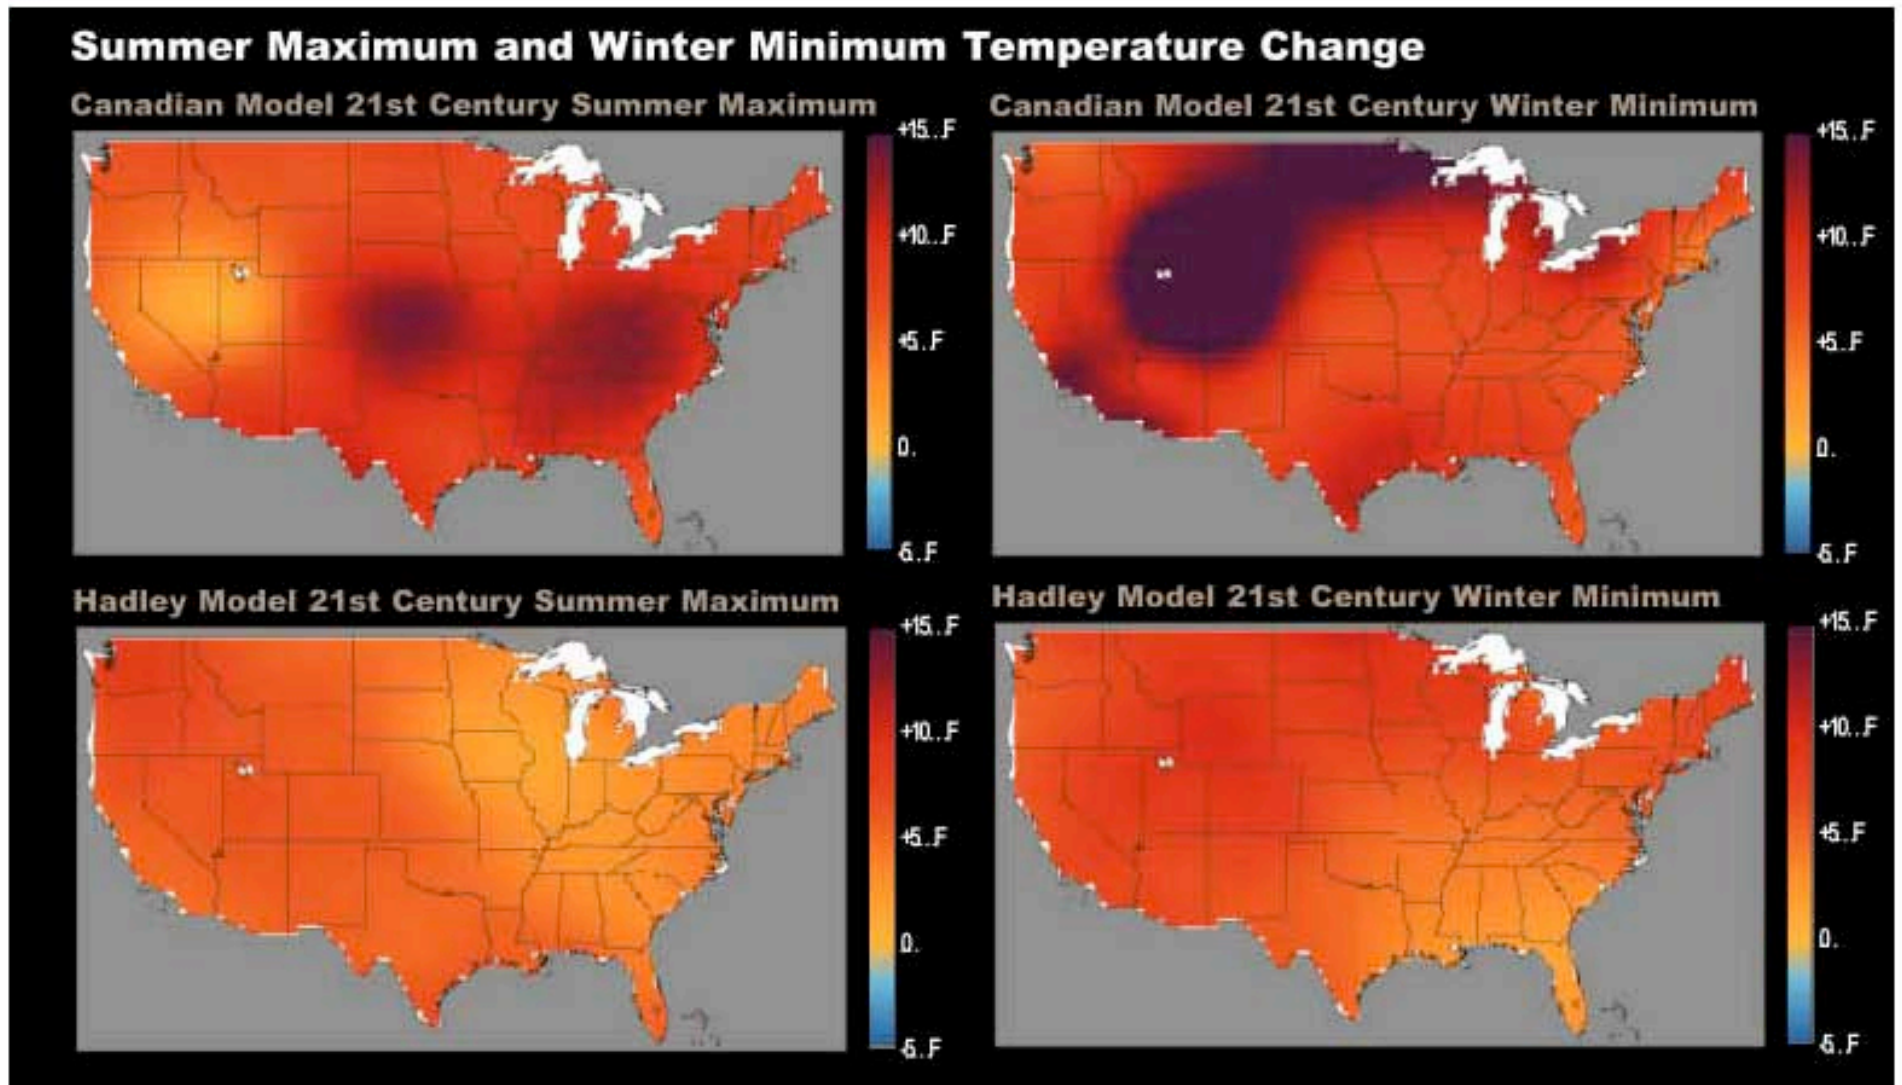 Summer Maximum and Winter Minimum Temperature Change
Canadian Model 21st Century Summer Maximum
+15..F
+10..F
+5..F
0.
-5..F
Canadian Model 21st Century Winter Minimum
+15..F
+10..F
+5..F
0.
-5..F
Hadley Model 21st Century Summer Maximum
+15..F
+10..F
+5..F
0.
-5..F
Hadley Model 21st Century Winter Minimum
+15..F
+10..F
+5..F
0.
-5..F